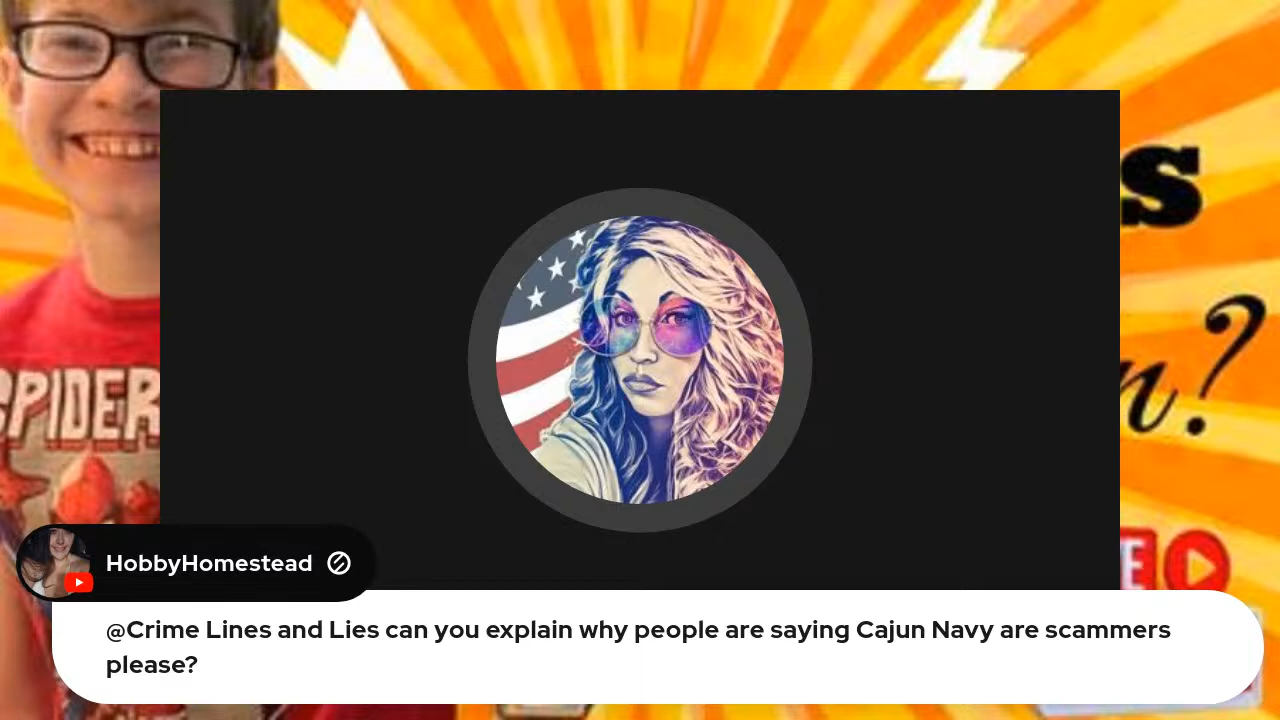 s
n?
SPIDER
E
HobbyHomestead
@Crime Lines and Lies can you explain why people are saying Cajun Navy are scammers
please?